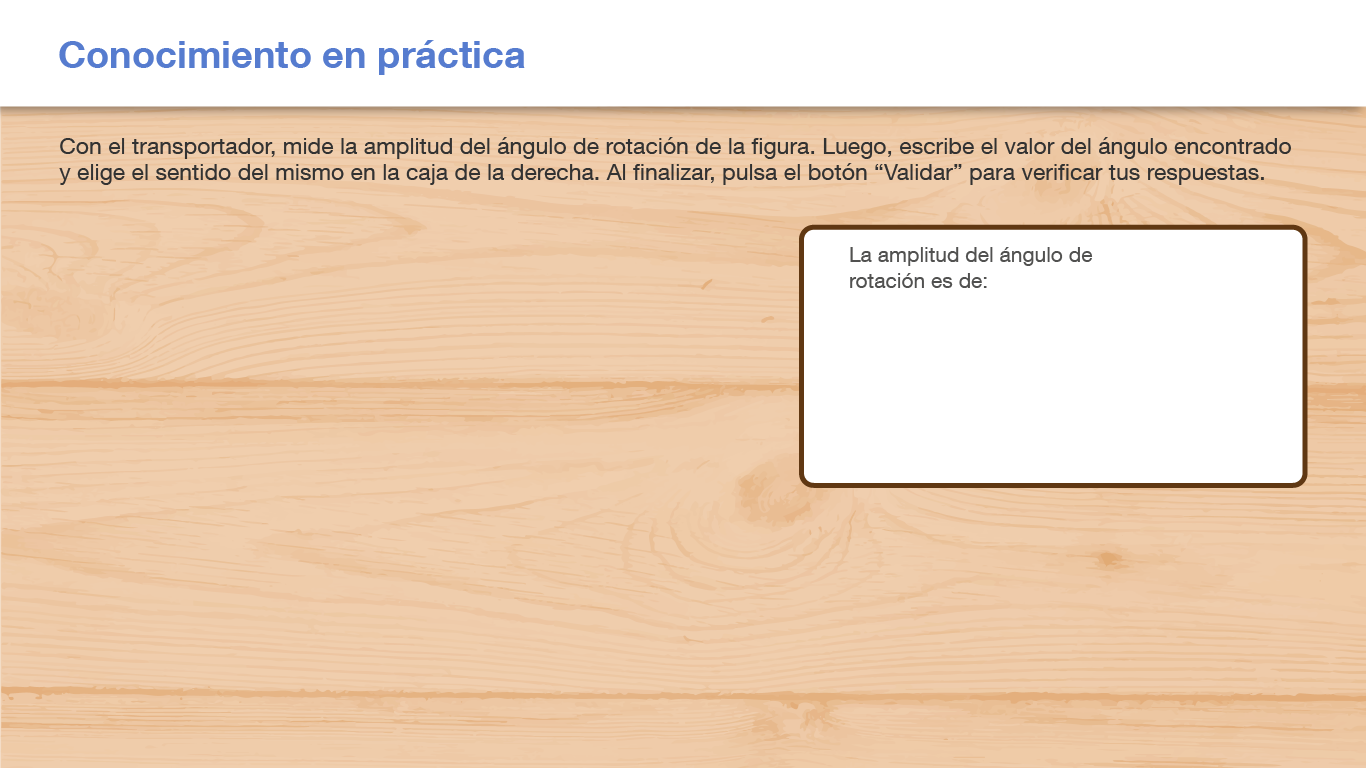 Conocimiento en práctica
Con el transportador, mide la amplitud del ángulo de rotación de la figura. Luego, escribe el valor del ángulo encontrado
y elige el sentido del mismo en la caja de la derecha. Al finalizar, pulsa el botón “Validar” para verificar tus respuestas.
La amplitud del ángulo de
rotación es de: